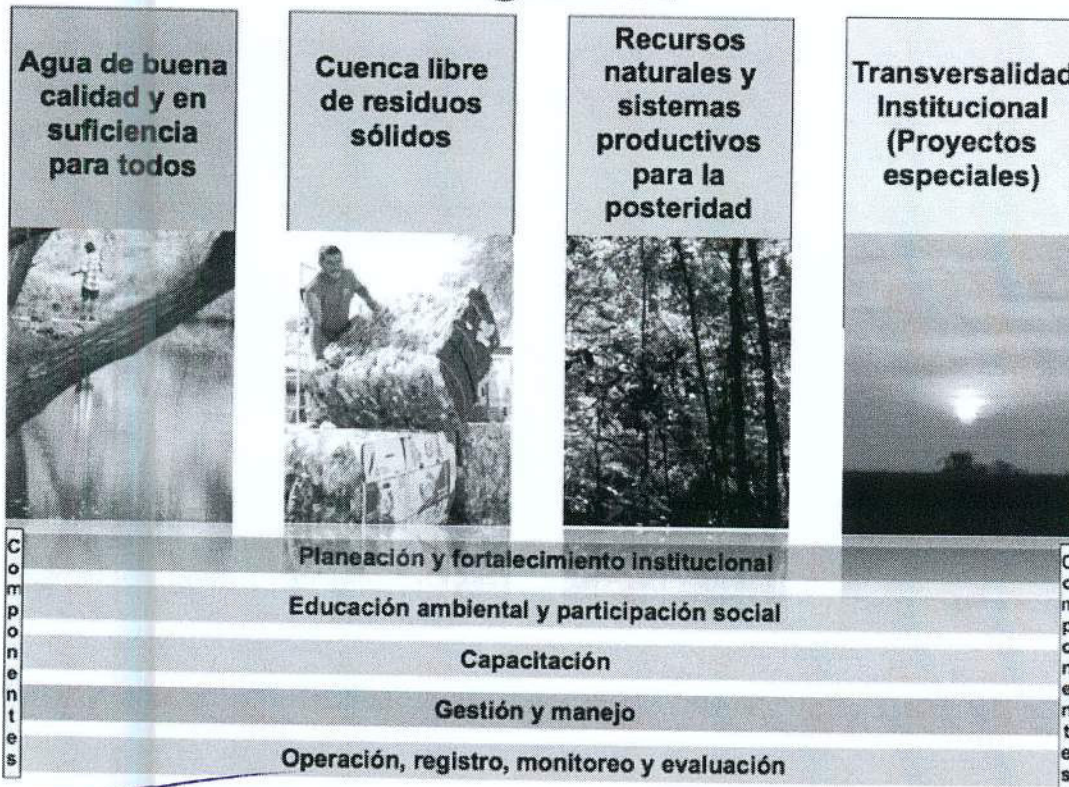 Agua de buena
calidad y en
suficiencia
para todos
Cuenca libre
de residuos
sólidos
Recursos
naturales y
sistemas
productivos
para la
posteridad
Transversalidad
Institucional
(Proyectos
especiales)
Componentes
Planeación y fortalecimiento institucional
Educación ambiental y participación social
Capacitación
Gestión y manejo
Operación, registro, monitoreo y evaluación
Componentes